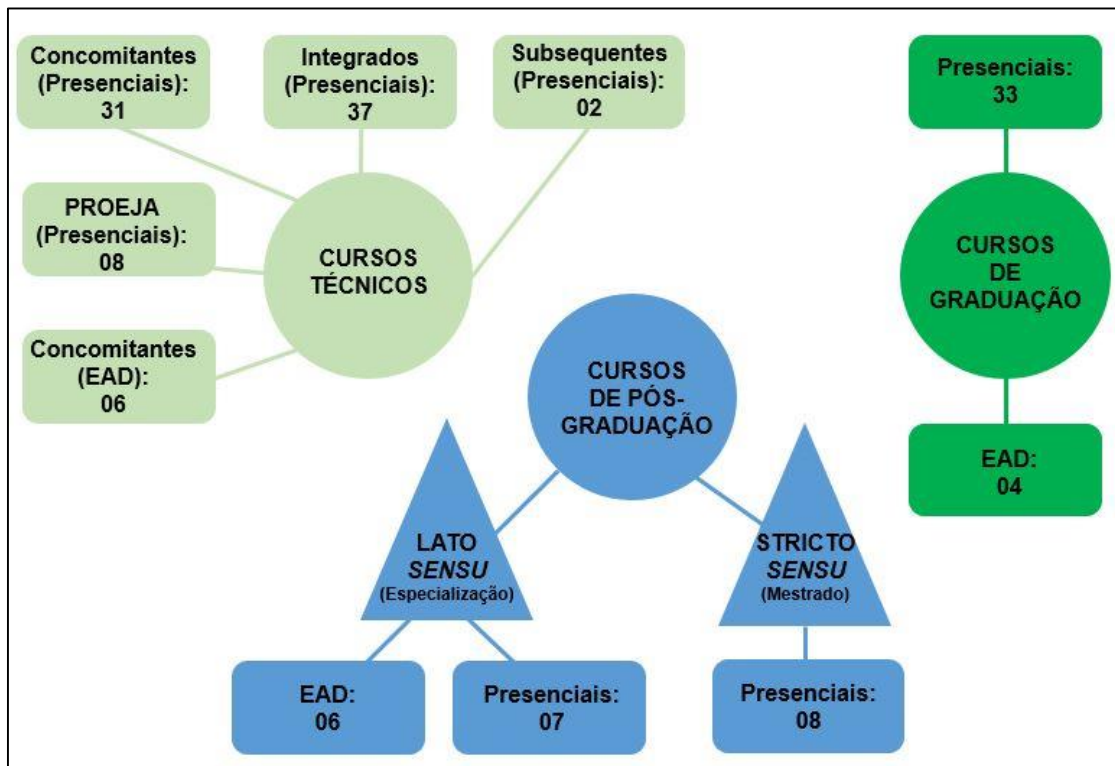 Concomitantes
(Presenciais):
31
Integrados
(Presenciais):
37
Subsequentes
(Presenciais):
02
PROEJA
(Presenciais):
08
Concomitantes
(EAD):
06
CURSOS
TÉCNICOS
Presenciais:
33
CURSOS
DE
GRADUAÇÃO
EAD:
04
CURSOS
DE PÓS-
GRADUAÇÃO
LATO
SENSU
(Especialização)
STRICTO
SENSU
(Mestrado)
EAD:
06
Presenciais:
07
Presenciais:
08